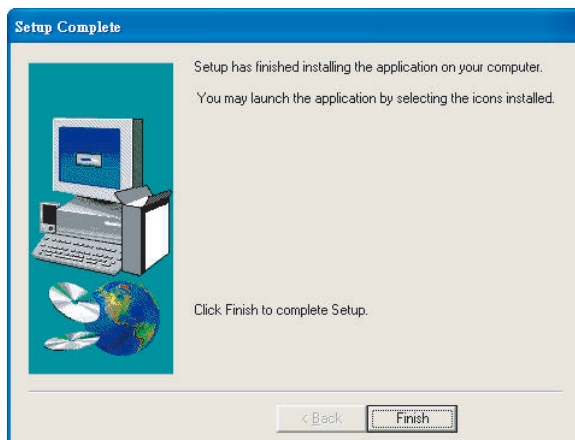 Setup Complete
Setup has finished installing the application on your computer.
You may launch the application by selecting the icons installed.
Click Finish to complete Setup.
< Back
Finish